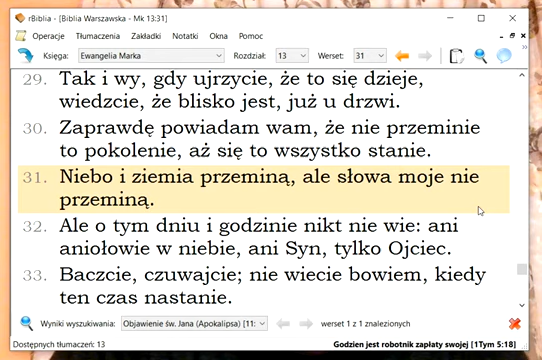 rBiblia - [Biblia Warszawska - Mk 13:31]
Operacje Tłumaczenia Zakładki Notatki Okna Pomoc
Księga: Ewangelia Marka Rozdział: 13 Werset: 31
29. Tak i wy, gdy ujrzycie, że to się dzieje,
wiedzcie, że blisko jest, już u drzwi.
30. Zaprawdę powiadam wam, że nie przeminie
to pokolenie, aż się to wszystko stanie.
31. Niebo i ziemia przeminą, ale słowa moje nie
przeminą.
32. Ale o tym dniu i godzinie nikt nie wie: ani
aniołowie w niebie, ani Syn, tylko Ojciec.
33. Baczcie, czuwajcie; nie wiecie bowiem, kiedy
ten czas nastanie.
Wyniki wyszukiwania: Objawienie św. Jana (Apokalipsa) [11: werset 1 z 1 znalezionych
Dostępnych tłumaczeń: 13 Godzien jest robotnik zapłaty swojej [1Tym 5:18]